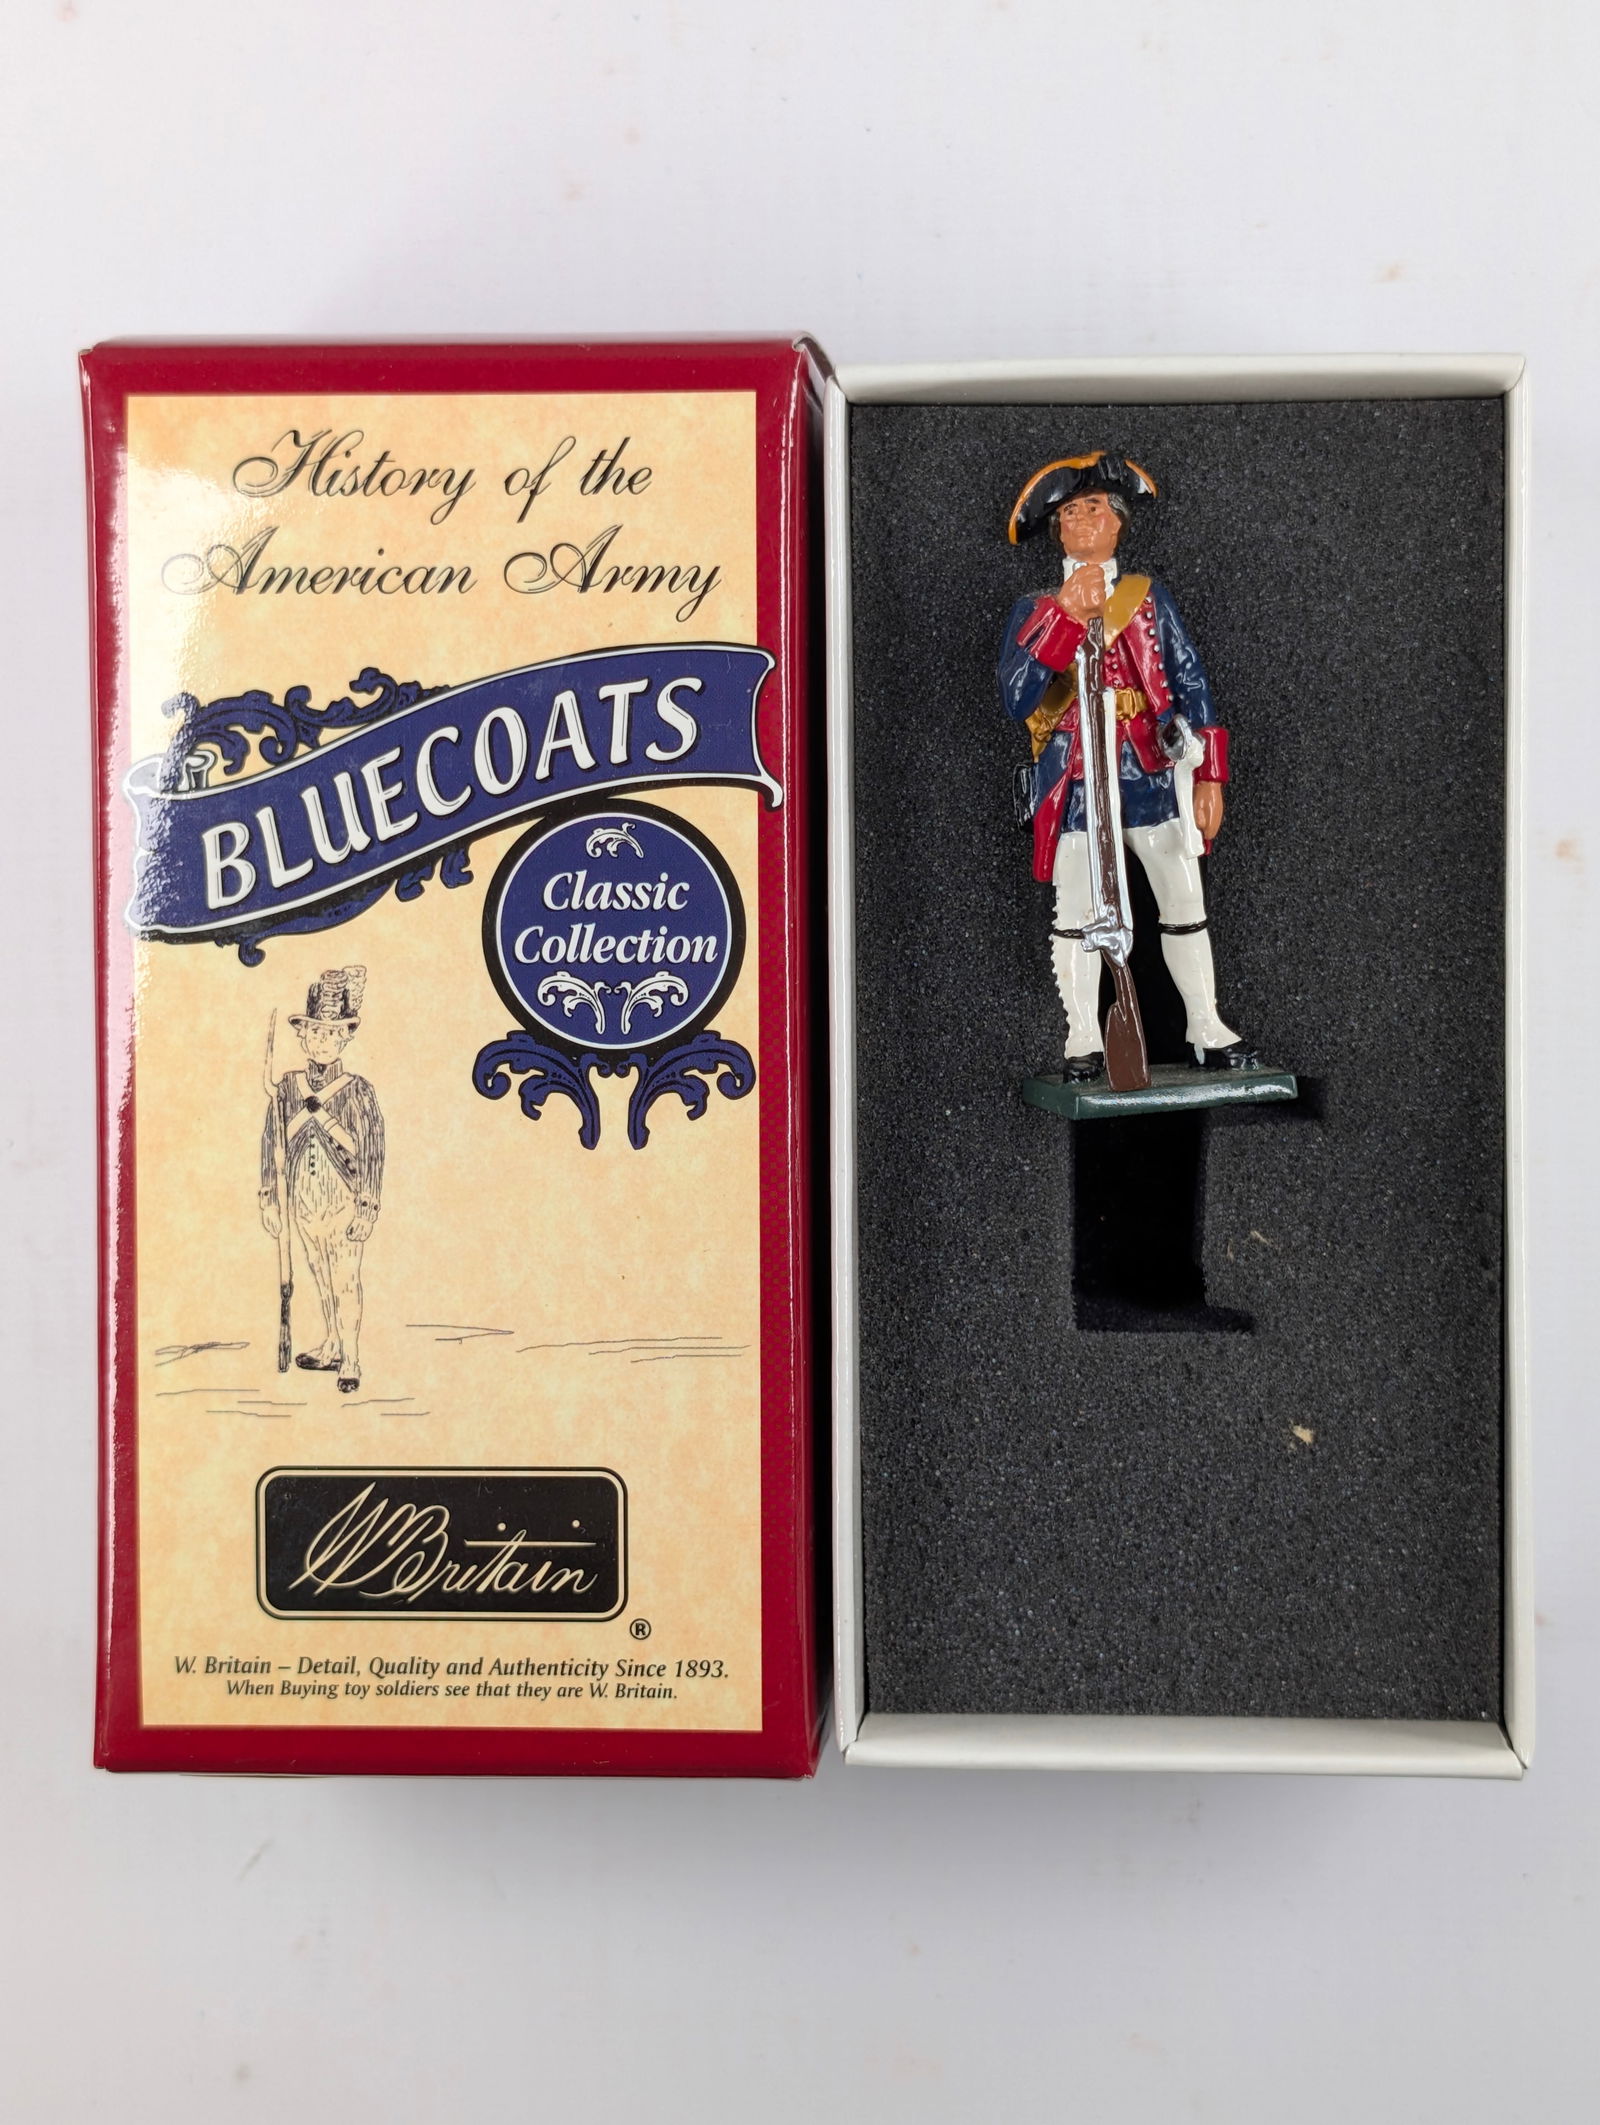 History of the
American Army
BLUECOATS
Classic
Collection
W Britain
®
W. Britain – Detail, Quality and Authenticity Since 1893.
When Buying toy soldiers see that they are W. Britain.